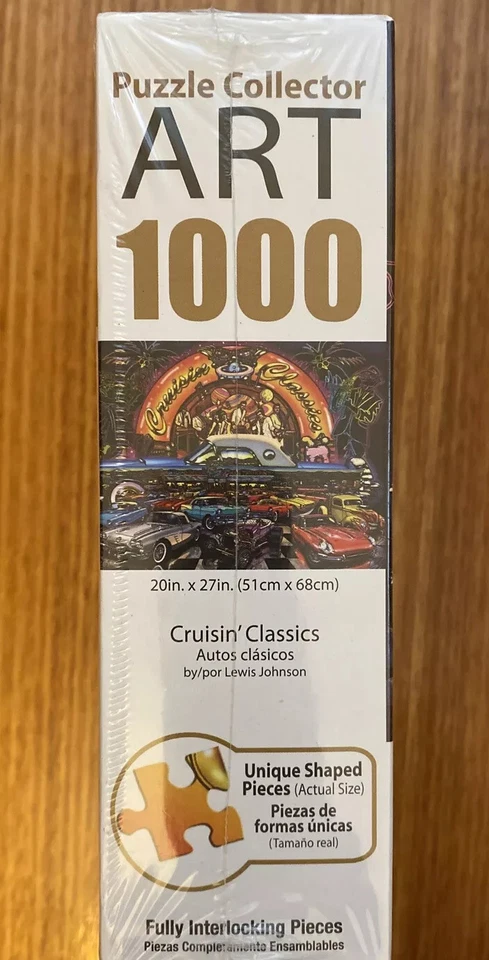 Puzzle Collector
ART
1000
Cruisin' Classics
20in. x 27in. (51cm x 68cm)
Cruisin' Classics
Autos clásicos
by/por Lewis Johnson
Unique Shaped
Pieces (Actual Size)
Piezas de
formas únicas
(Tamaño real)
Fully Interlocking Pieces
Piezas Completamente Ensamblables